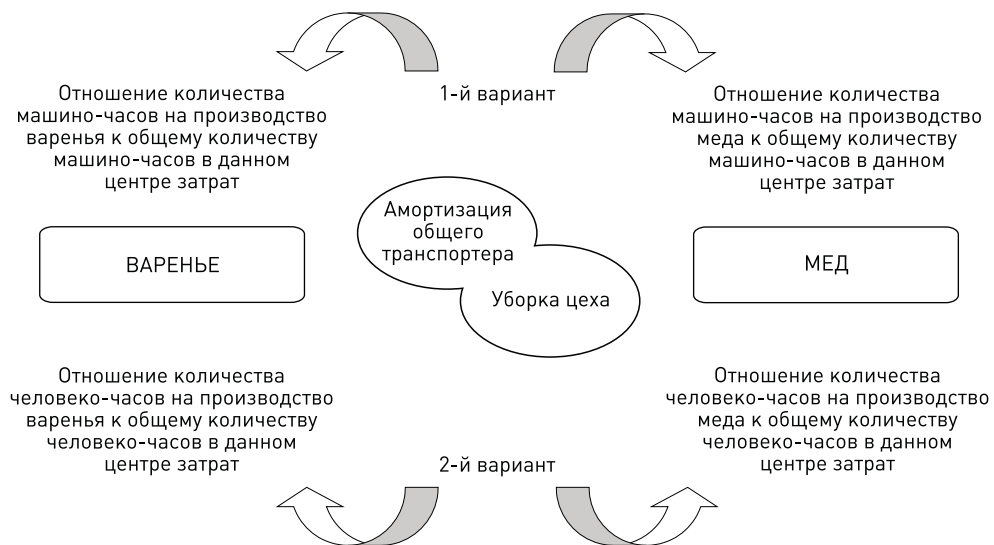 1-й вариант
Отношение количества
машино-часов на производство
варенья к общему количеству
машино-часов в данном
центре затрат
Отношение количества
машино-часов на производство
меда к общему количеству
машино-часов в данном
центре затрат
ВАРЕНЬЕ
Амортизация
общего
транспортера
Уборка цеха
МЕД
Отношение количества
человеко-часов на производство
варенья к общему количеству
человеко-часов в данном
центре затрат
Отношение количества
человеко-часов на производство
меда к общему количеству
человеко-часов в данном
центре затрат
2-й вариант